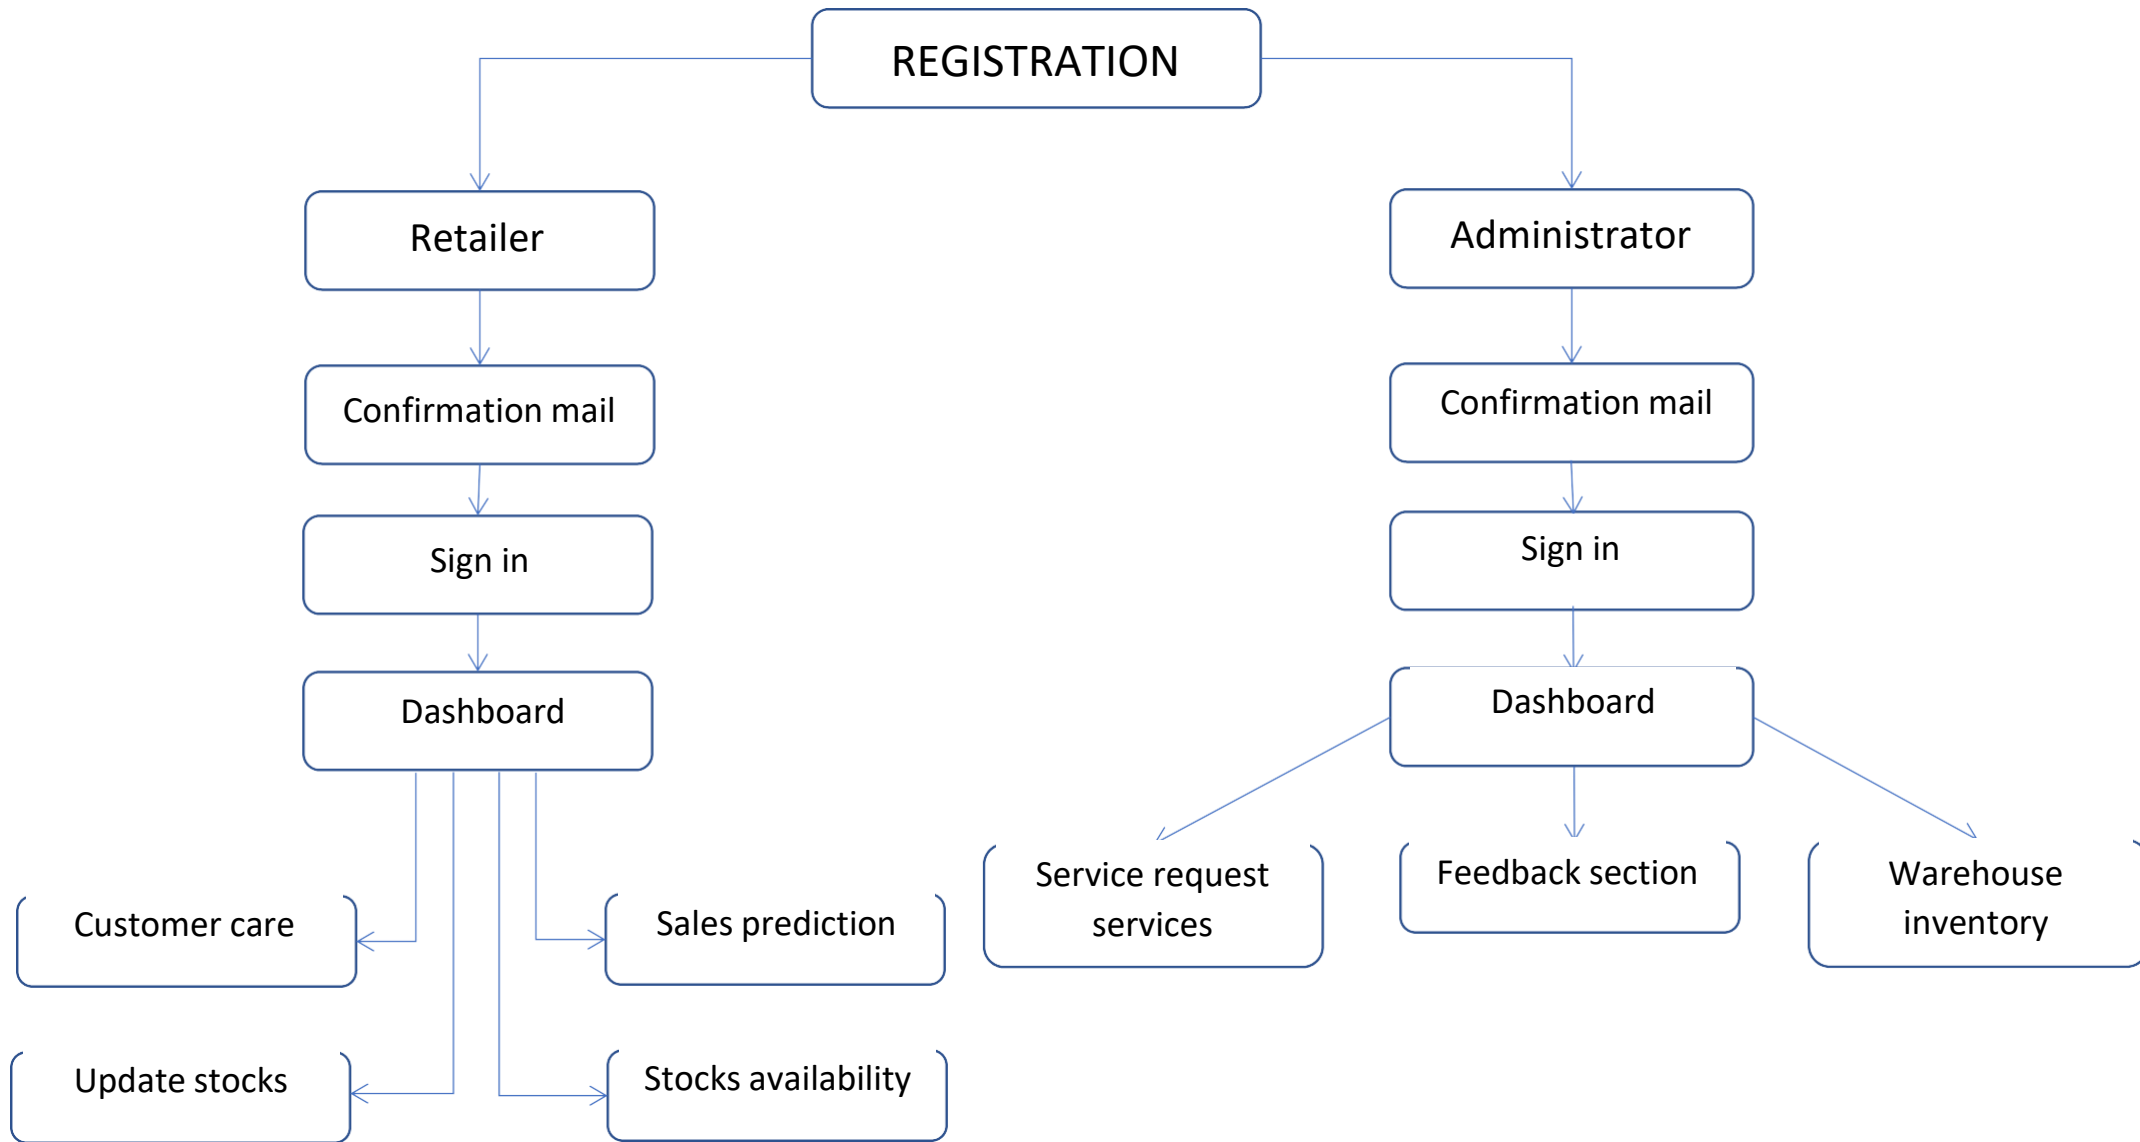 REGISTRATION
Retailer
Administrator
Confirmation mail
Confirmation mail
Sign in
Sign in
Dashboard
Dashboard
Service request
services
Feedback section
Warehouse
inventory
Customer care
Sales prediction
Update stocks
Stocks availability